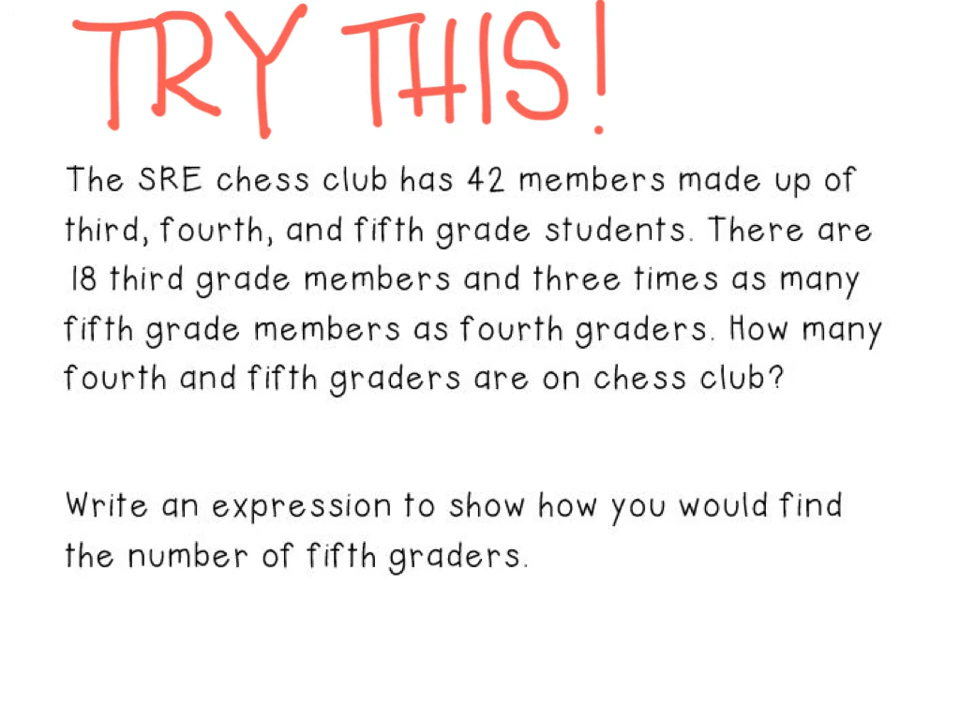 TRY THIS!
The SRE chess club has 42 members made up of
third, fourth, and fifth grade students. There are
18 third grade members and three times as many
fifth grade members as fourth graders. How many
fourth and fifth graders are on chess club?
Write an expression to show how you would find
the number of fifth graders.